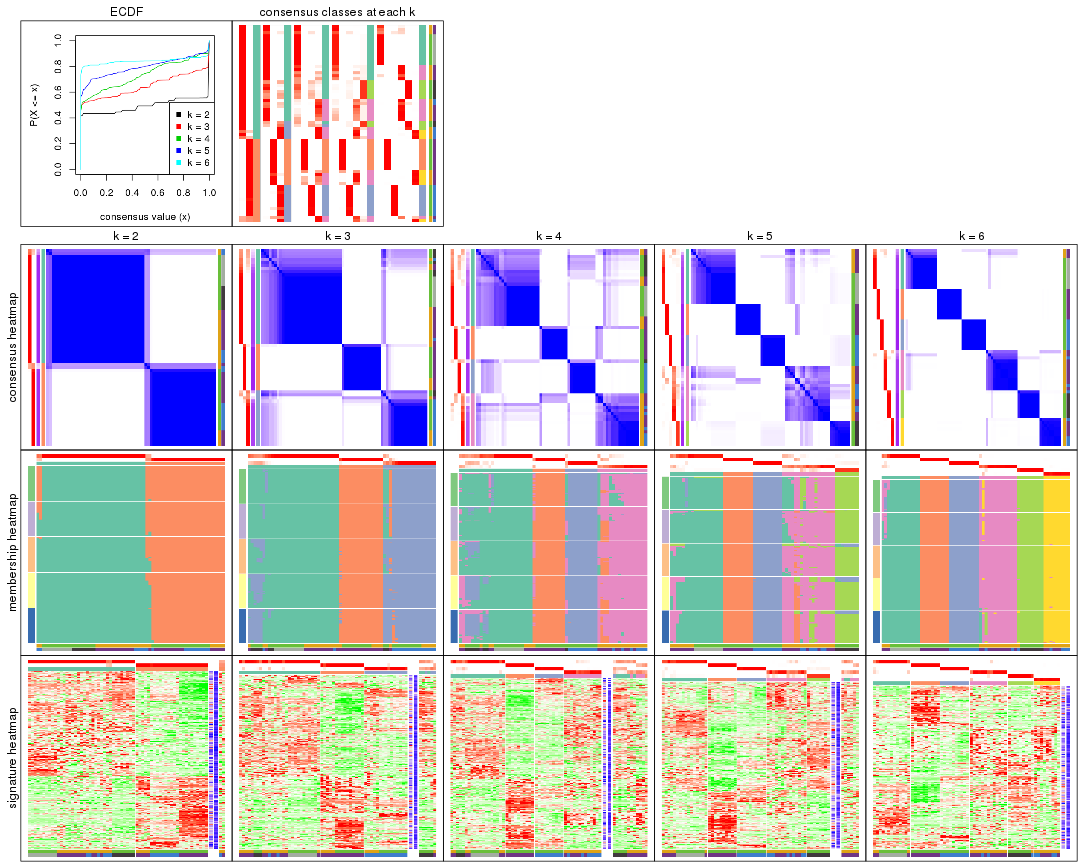 ECDF
consensus classes at each k
P(X <= x)
0.0 0.2 0.4 0.6 0.8 1.0
k = 2
k = 3
k = 4
k = 5
k = 6
0.0 0.2 0.4 0.6 0.8 1.0
consensus value (x)
k = 2
k = 3
k = 4
k = 5
k = 6
consensus heatmap
membership heatmap
signature heatmap